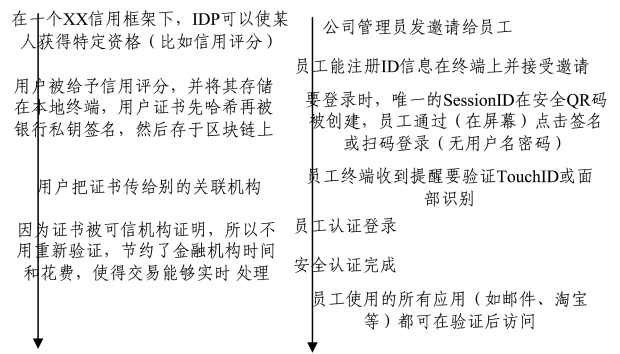 在一个XX信用框架下，IDP可以使某
人获得特定资格（比如信用评分）
用户被给予信用评分，并将其存储
在本地终端，用户证书先哈希再被
银行私钥签名，然后存于区块链上
用户把证书传给别的关联机构
因为证书被可信机构证明，所以不
用重新验证，节约了金融机构时间
和花费，使得交易能够实时 处理
公司管理员发邀请给员工
员工能注册ID信息在终端上并接受邀请
要登录时，唯一的SessionID在安全QR码
被创建，员工通过（在屏幕）点击签名
或扫码登录（无用户名密码）
员工终端收到提醒要验证TouchID或面
部识别
员工认证登录
安全认证完成
员工使用的所有应用（如邮件、淘宝
等）都可在验证后访问